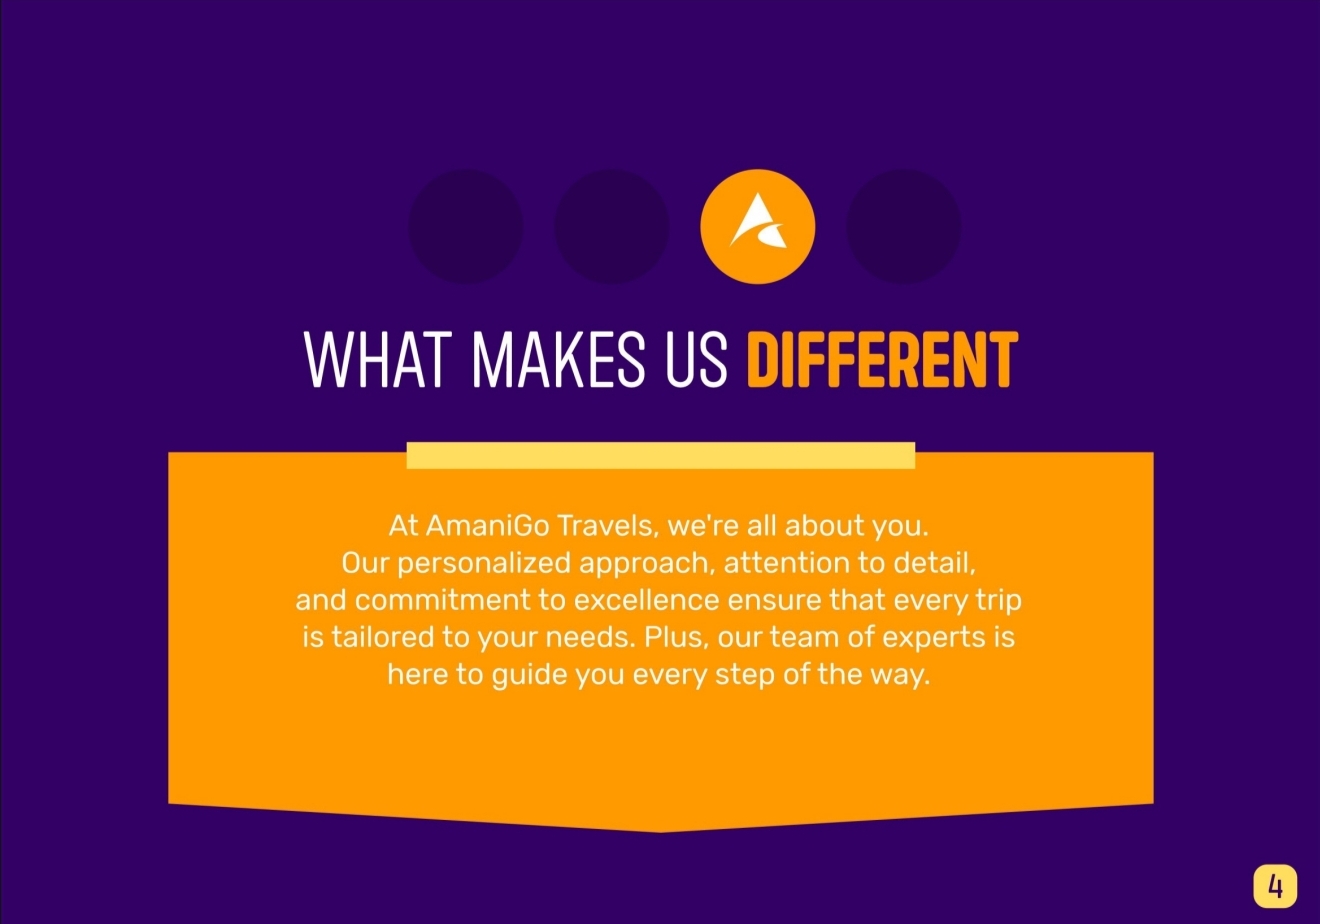 WHAT MAKES US DIFFERENT
At AmaniGo Travels, we're all about you.
Our personalized approach, attention to detail,
and commitment to excellence ensure that every trip
is tailored to your needs. Plus, our team of experts is
here to guide you every step of the way.
4